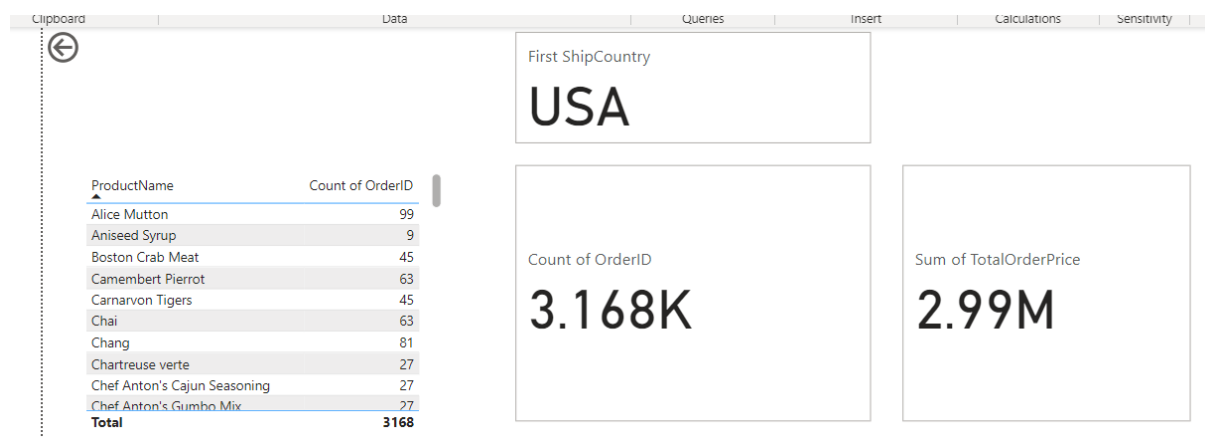 Clipboard Data Queries Insert Calculations Sensitivity
First ShipCountry
USA
ProductName Count of OrderID
Alice Mutton 99
Aniseed Syrup 9
Boston Crab Meat 45
Camembert Pierrot 63
Carnarvon Tigers 45
Chai 63
Chang 81
Chartreuse verte 27
Chef Anton's Cajun Seasoning 27
Chef Anton's Gumbo Mix 27
Total 3168
Count of OrderID
3.168K
Sum of TotalOrderPrice
2.99M